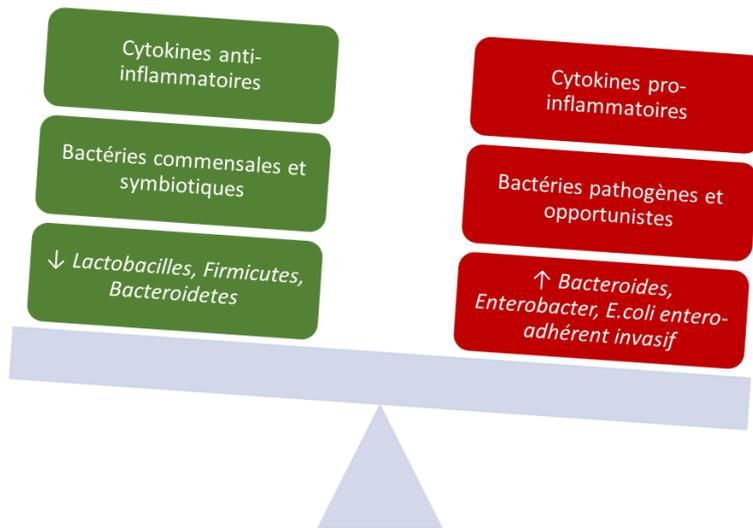 Cytokines anti-
inflammatoires
Bactéries commensales et
symbiotiques
↓ Lactobacilles, Firmicutes,
Bacteroidetes
Cytokines pro-
inflammatoires
Bactéries pathogènes et
opportunistes
↑ Bacteroides,
Enterobacter, E.coli entero-
adhérent invasif